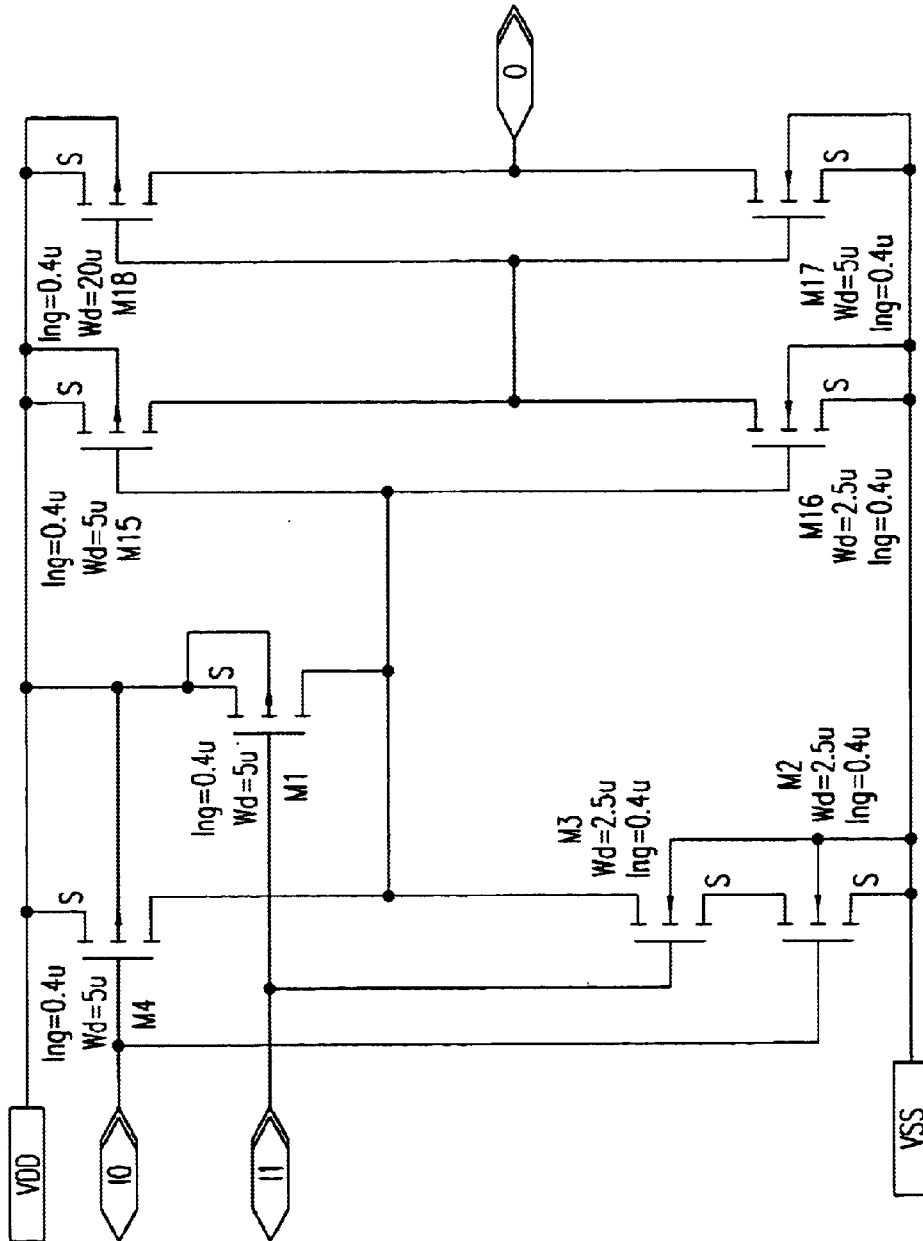 VDD
I0
I1
VSS
lng=0.4u
Wd=5u
M4
S
lng=0.4u
Wd=5u
M1
S
M3
Wd=2.5u
lng=0.4u
S
M2
Wd=2.5u
lng=0.4u
S
lng=0.4u
Wd=5u
M15
S
M16
Wd=2.5u
lng=0.4u
S
lng=0.4u
Wd=20u
M18
S
M17
Wd=5u
lng=0.4u
S
O